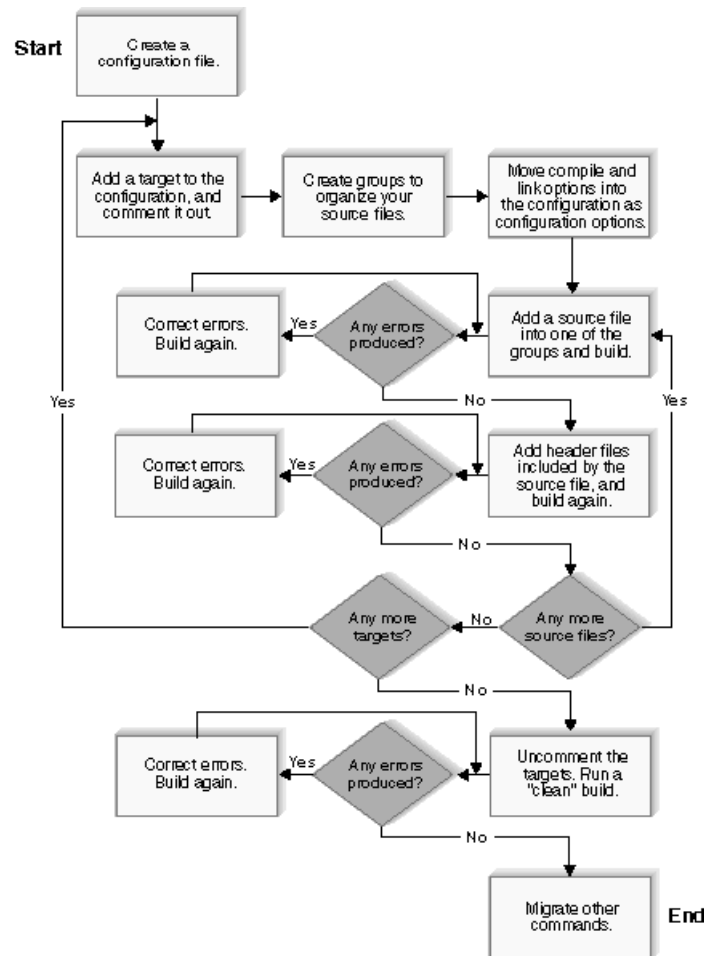 Start
Create a
configuration file.
Add a target to the
configuration, and
comment it out.
Create groups to
organize your
source files.
Move compile and
link options into
the configuration as
configuration options.
Correct errors.
Build again.
Yes
Any errors
produced?
Add a source file
into one of the
groups and build.
Yes
No
Yes
Correct errors.
Build again.
Yes
Any errors
produced?
Add header files
included by the
source file, and
build again.
No
Any more
targets?
No
Any more
source files?
No
Correct errors.
Build again.
Yes
Any errors
produced?
Uncomment the
targets. Run a
"clean" build.
No
Migrate other
commands.
End